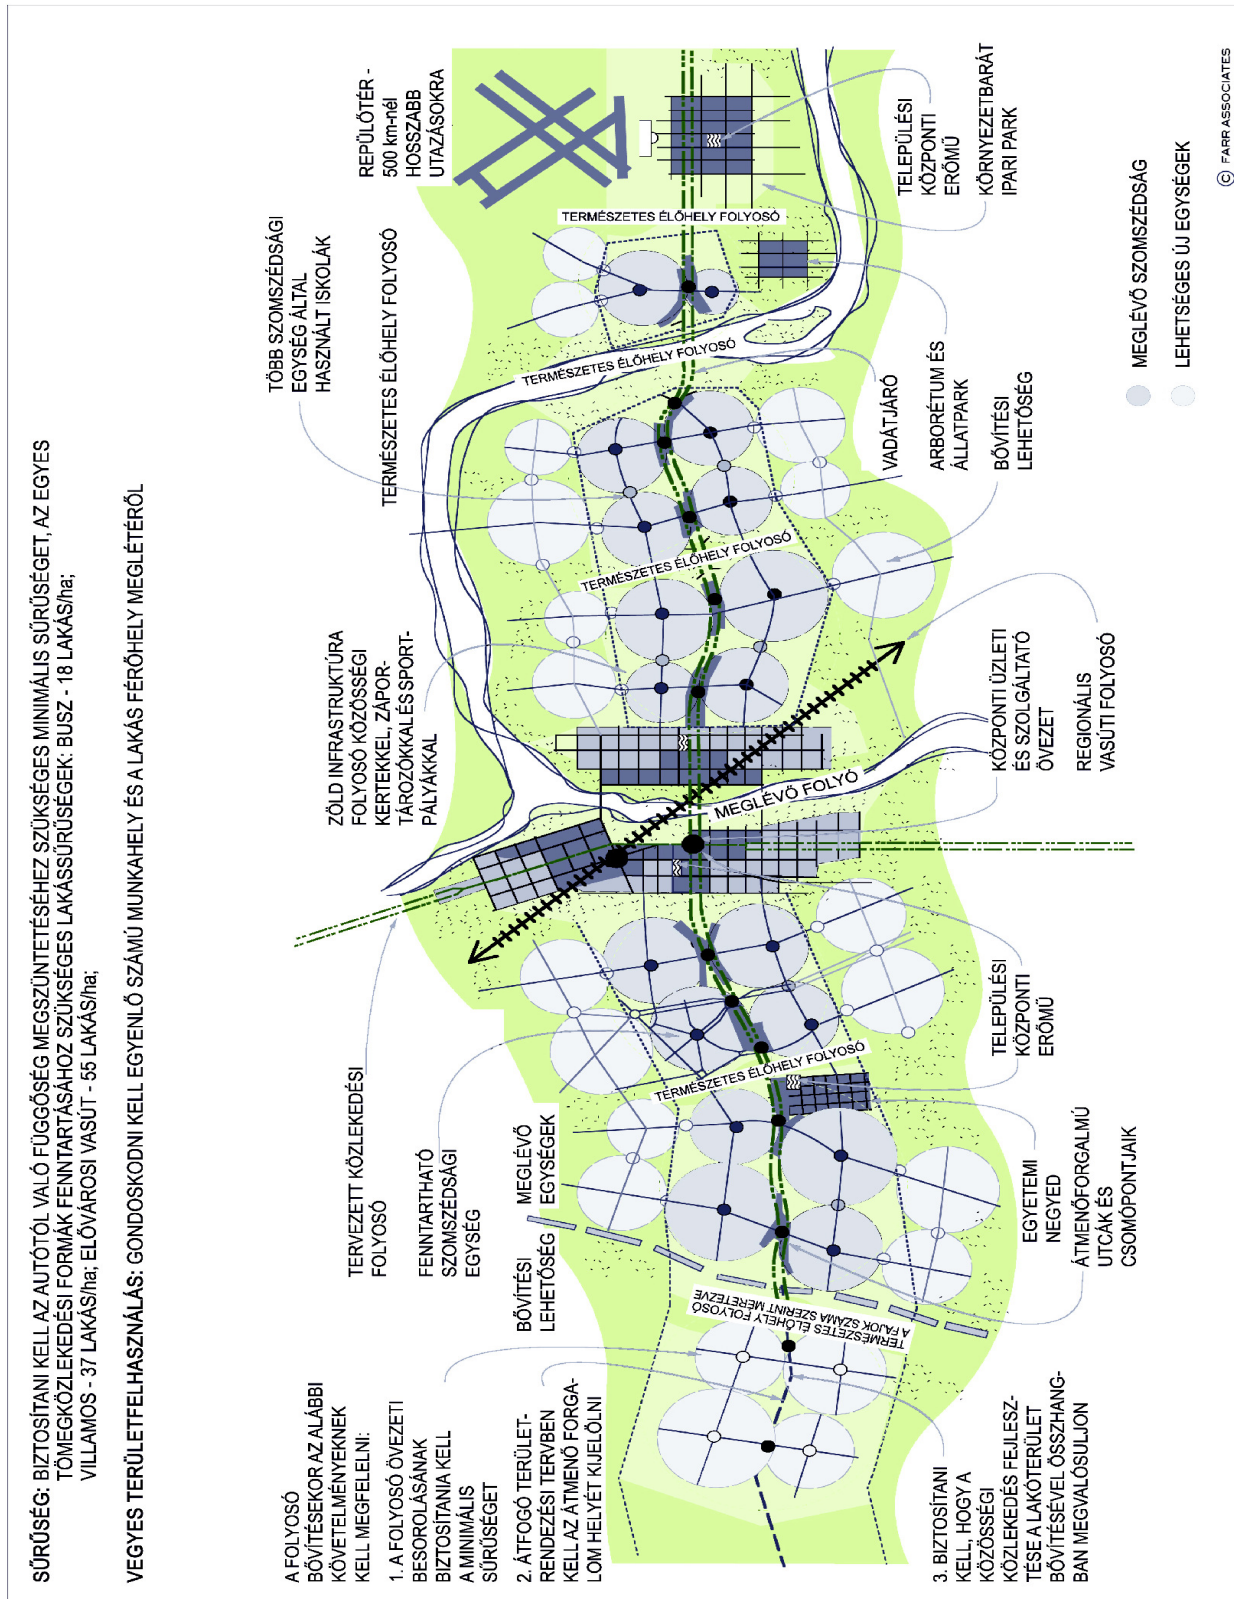 SŰRŰSÉG: BIZTOSÍTANI KELL AZ AUTÓTÓL VALÓ FÜGGŐSÉG MEGSZÜNTETÉSÉHEZ SZÜKSÉGES MINIMÁLIS SŰRŰSÉGET, AZ EGYES
TÖMEGKÖZLEKEDÉSI FORMÁK FENNTARTÁSÁHOZ SZÜKSÉGES LAKÁSSŰRŰSÉGEK: BUSZ - 18 LAKÁS/ha;
VILLAMOS - 37 LAKÁS/ha; ELŐVÁROSI VASÚT - 55 LAKÁS/ha;
VEGYES TERÜLETFELHASZNÁLÁS: GONDOSKODNI KELL EGYENLŐ SZÁMÚ MUNKAHELY ÉS A LAKÁS FÉRŐHELY MEGLÉTÉRŐL
A FOLYOSÓ
BŐVÍTÉSEKOR AZ ALÁBBI
KÖVETELMÉNYEKNEK
KELL MEGFELELNI:
1. A FOLYOSÓ ÖVEZETI
BESOROLÁSÁNAK
BIZTOSÍTANIA KELL
A MINIMÁLIS
SŰRŰSÉGET
2. ÁTFOGÓ TERÜLET-
RENDEZÉSI TERVBEN
KELL AZ ÁTMENŐ FORGA-
LOM HELYÉT KIJELÖLNI
BŐVÍTÉSI
LEHETŐSÉG
MEGLÉVŐ
EGYSÉGEK
TERVEZETT KÖZLEKEDÉSI
FOLYOSÓ
FENNTARTHATÓ
SZOMSZÉDSÁGI
EGYSÉG
ZÖLD INFRASTRUKTÚRA
FOLYOSÓ KÖZÖSSÉGI
KERTEKKEL, ZÁPOR-
TÁROZÓKKAL ÉS SPORT-
PÁLYÁKKAL
TÖBB SZOMSZÉDSÁGI
EGYSÉG ÁLTAL
HASZNÁLT ISKOLÁK
TERMÉSZETES ÉLŐHELY FOLYOSÓ
REPÜLŐTÉR -
500 km-nél
HOSSZABB
UTAZÁSOKRA
TERMÉSZETES ÉLŐHELY FOLYOSÓ
A FAJOK SZÁMA SZERINT MÉRETEZVE
TERMÉSZETES ÉLŐHELY FOLYOSÓ
MEGLÉVŐ FOLYÓ
TERMÉSZETES ÉLŐHELY FOLYOSÓ
TERMÉSZETES ÉLŐHELY FOLYOSÓ
TERMÉSZETES ÉLŐHELY FOLYOSÓ
3. BIZTOSÍTANI
KELL, HOGY A
KÖZÖSSÉGI
KÖZLEKEDÉS FEJLESZ-
TÉSE A LAKÓTERÜLET
BŐVÍTÉSÉVEL ÖSSZHANG-
BAN MEGVALÓSULJON
EGYETEMI
NEGYED
ÁTMENŐFORGALMÚ
UTCÁK ÉS
CSOMÓPONTJAIK
TELEPÜLÉSI
KÖZPONTI
ERŐMŰ
KÖZPONTI ÜZLETI
ÉS SZOLGÁLTATÓ
ÖVEZET
REGIONÁLIS
VASÚTI FOLYOSÓ
VADÁTJÁRÓ
ARBORÉTUM ÉS
ÁLLATPARK
BŐVÍTÉSI
LEHETŐSÉG
TELEPÜLÉSI
KÖZPONTI
ERŐMŰ
KÖRNYEZETBARÁT
IPARI PARK
MEGLÉVŐ SZOMSZÉDSÁG
LEHETSÉGES ÚJ EGYSÉGEK
© FARR ASSOCIATES